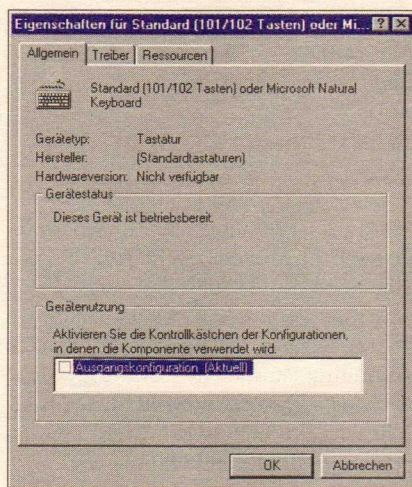 Eigenschaften für Standard (101/102 Tasten) oder Mi...
Allgemein Treiber Ressourcen
Standard (101/102 Tasten) oder Microsoft Natural
Keyboard
Gerätetyp: Tastatur
Hersteller: (Standardtastaturen)
Hardwareversion: Nicht verfügbar
Gerätestatus
Dieses Gerät ist betriebsbereit.
Gerätenutzung
Aktivieren Sie die Kontrollkästchen der Konfigurationen,
in denen die Komponente verwendet wird.
Ausgangskonfiguration (Aktuell)
OK Abbrechen